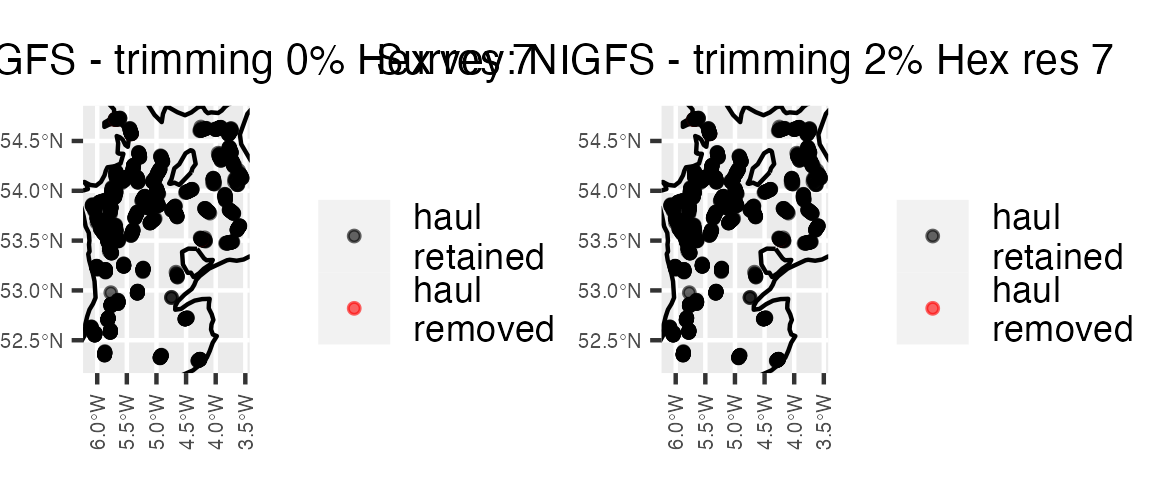 GFS - trimming 0% Hex res 7
Survey: NIGFS - trimming 2% Hex res 7
54.5°N
54.0°N
53.5°N
53.0°N
52.5°N
6.0°W
5.5°W
5.0°W
4.5°W
4.0°W
3.5°W
haul
retained
haul
removed
54.5°N
54.0°N
53.5°N
53.0°N
52.5°N
6.0°W
5.5°W
5.0°W
4.5°W
4.0°W
3.5°W
haul
retained
haul
removed